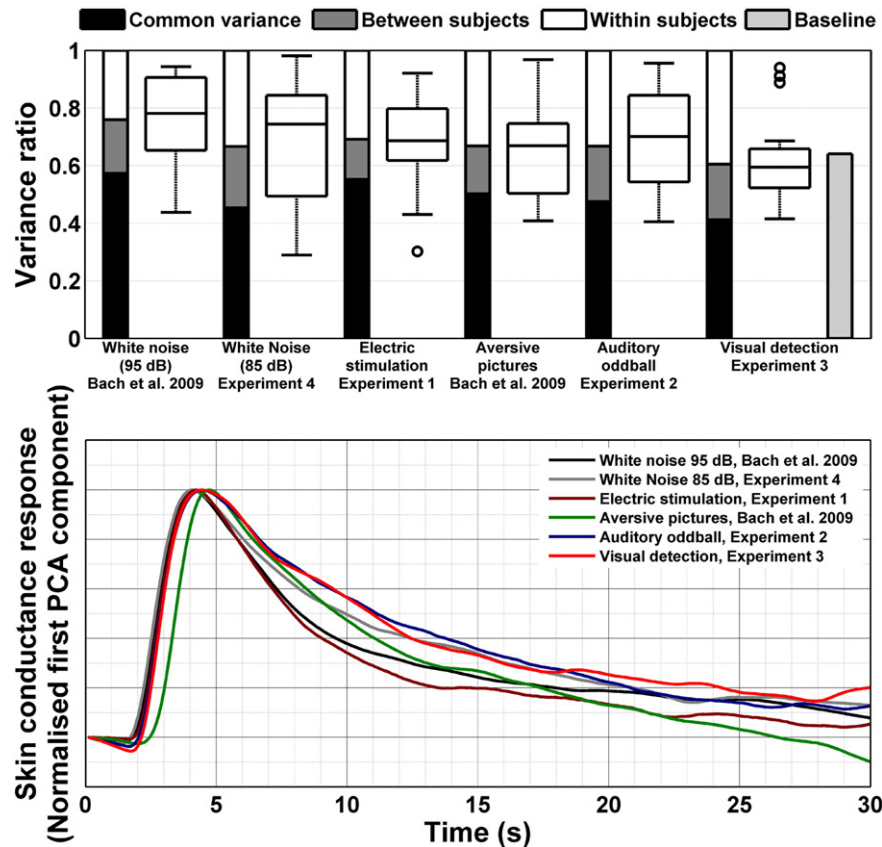 Common variance Between subjects Within subjects Baseline
Variance ratio
1
0.8
0.6
0.4
0.2
0
White noise
(95 dB)
Bach et al. 2009
White Noise
(85 dB)
Experiment 4
Electric
stimulation
Experiment 1
Aversive
pictures
Bach et al. 2009
Auditory
oddball
Experiment 2
Visual detection
Experiment 3
Skin conductance response
(Normalised first PCA component)
White noise 95 dB, Bach et al. 2009
White Noise 85 dB, Experiment 4
Electric stimulation, Experiment 1
Aversive pictures, Bach et al. 2009
Auditory oddball, Experiment 2
Visual detection, Experiment 3
0 5 10 15 20 25 30
Time (s)